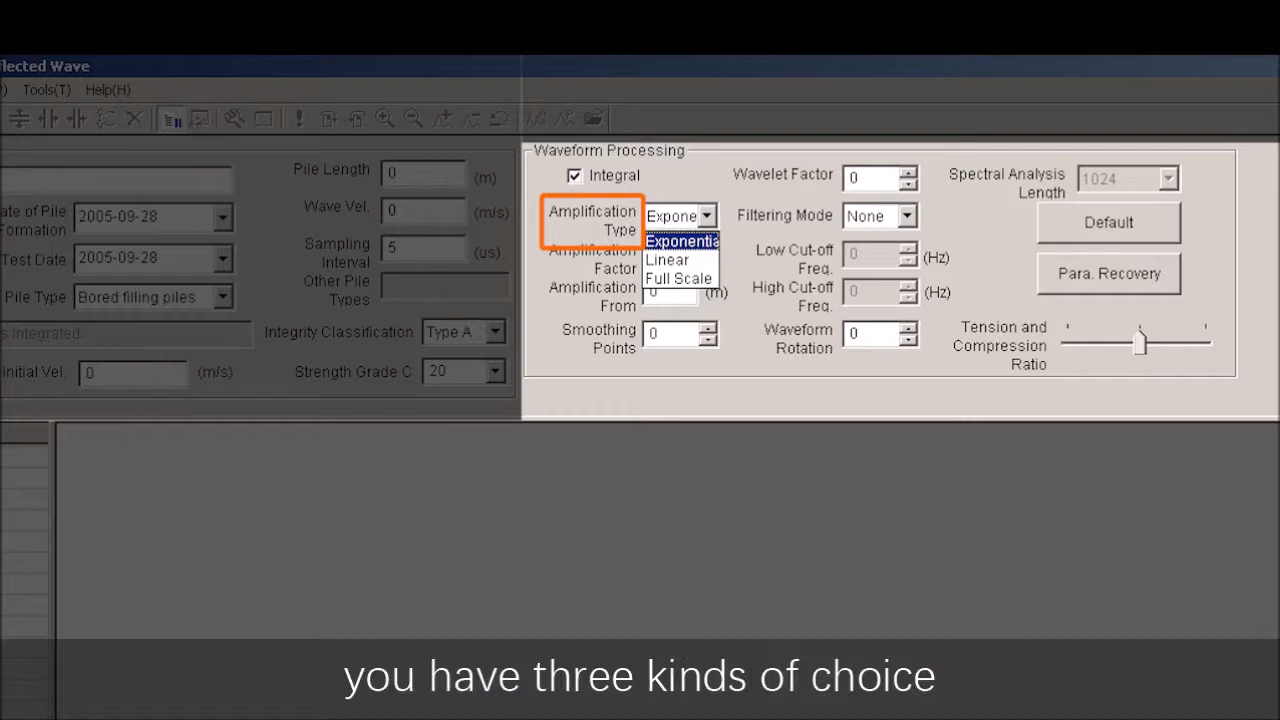 flected Wave
Tools(T) Help(H)
Pile Length 0 (m)
Wave Vel. 0 (m/s)
ate of Pile
Formation 2005-09-28
Sampling
Interval 5 (us)
Test Date 2005-09-28
Other Pile
Types
Pile Type Bored filling piles
s integrated
Integrity Classification Type A
Initial Vel. 0 (m/s)
Strength Grade C 20
Waveform Processing
Integral
Wavelet Factor 0
Spectral Analysis
Length 1024
Amplification
Type Expone
Exponentia
Linear
Full Scale
Filtering Mode None
Default
Amplification
Factor
Low Cut-off
Freq. 0 (Hz)
Para. Recovery
Amplification
From 0 (m)
High Cut-off
Freq. 0 (Hz)
Smoothing
Points 0
Waveform
Rotation 0
Tension and
Compression
Ratio
you have three kinds of choice